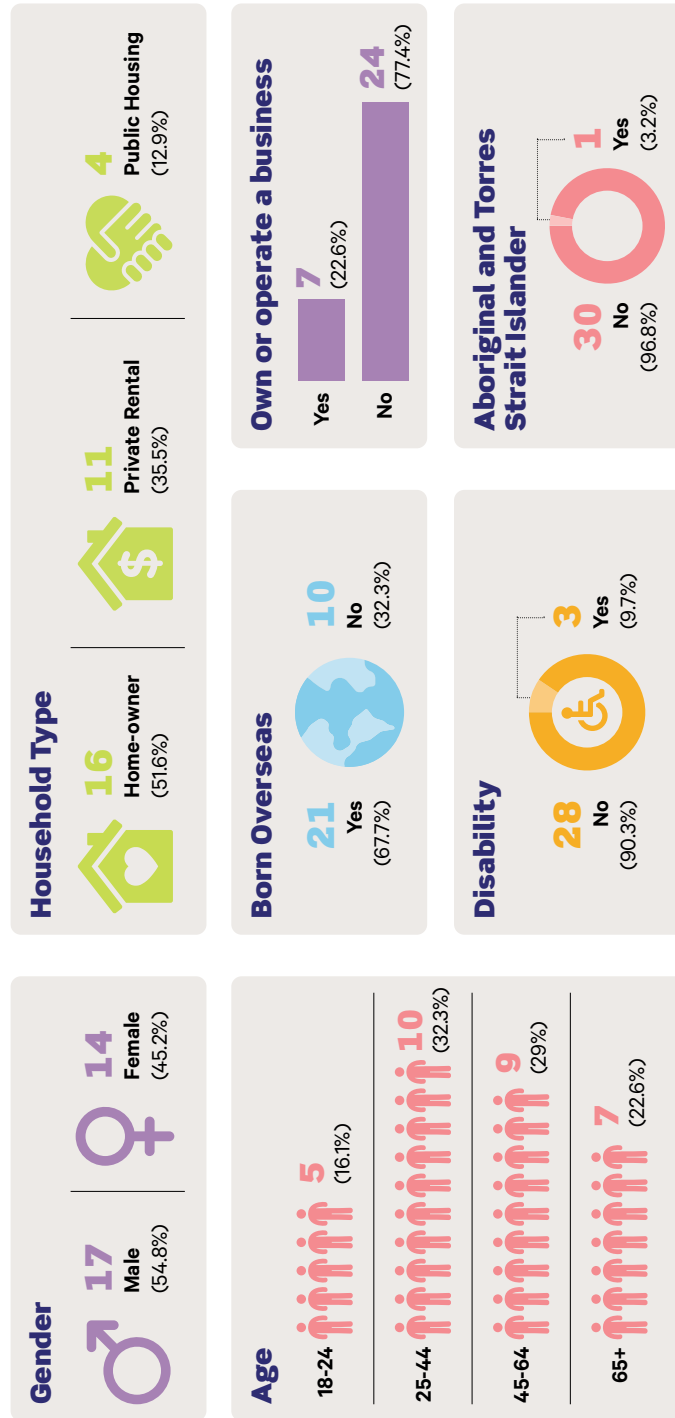 Gender
17
Male
(54.8%)
14
Female
(45.2%)
Household Type
16
Home-owner
(51.6%)
$
11
Private Rental
(35.5%)
4
Public Housing
(12.9%)
Age
18-24
5
(16.1%)
25-44
10
(32.3%)
45-64
9
(29%)
65+
7
(22.6%)
Born Overseas
21
Yes
(67.7%)
10
No
(32.3%)
Own or operate a business
Yes
7
(22.6%)
No
24
(77.4%)
Disability
28
No
(90.3%)
3
Yes
(9.7%)
Aboriginal and Torres
Strait Islander
30
No
(96.8%)
1
Yes
(3.2%)